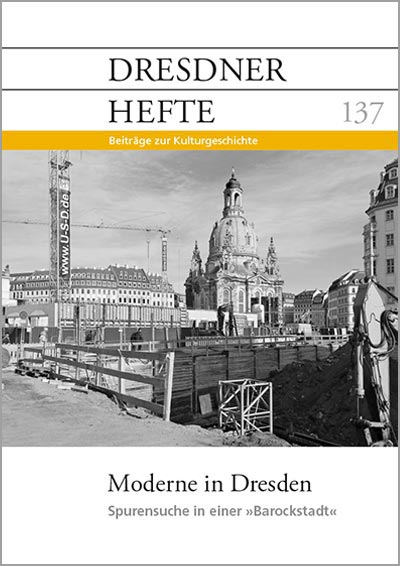 DRESDNER
HEFTE
137
Beiträge zur Kulturgeschichte
www.U-S-D.de
Moderne in Dresden
Spurensuche in einer »Barockstadt«